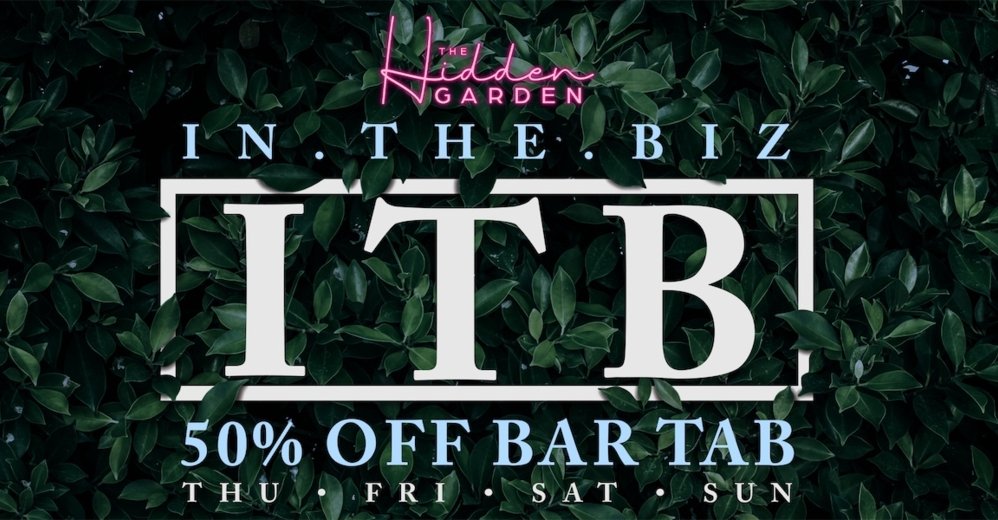 THE
Hidden
GARDEN
IN.THE.BIZ
ITB
50% OFF BAR TAB
THU • FRI • SAT • SUN